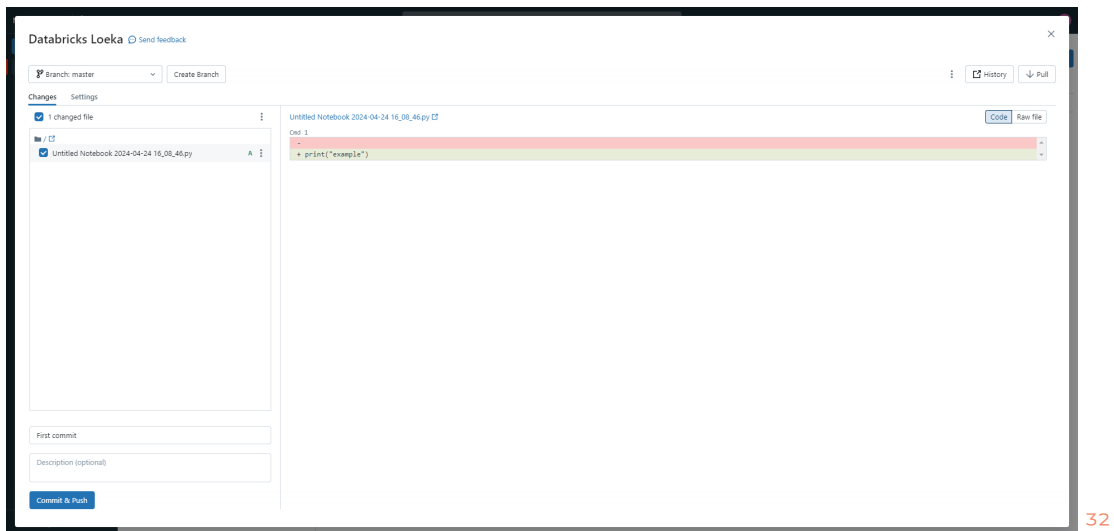 Databricks Loeka Send feedback
Branch: master Create Branch History Pull
Changes Settings
1 changed file
Untitled Notebook 2024-04-24 16_08_46.py
Code Raw file
Cmd 1
/
-
Untitled Notebook 2024-04-24 16_08_46.py A
+ print("example")
First commit
Description (optional)
Commit & Push
32